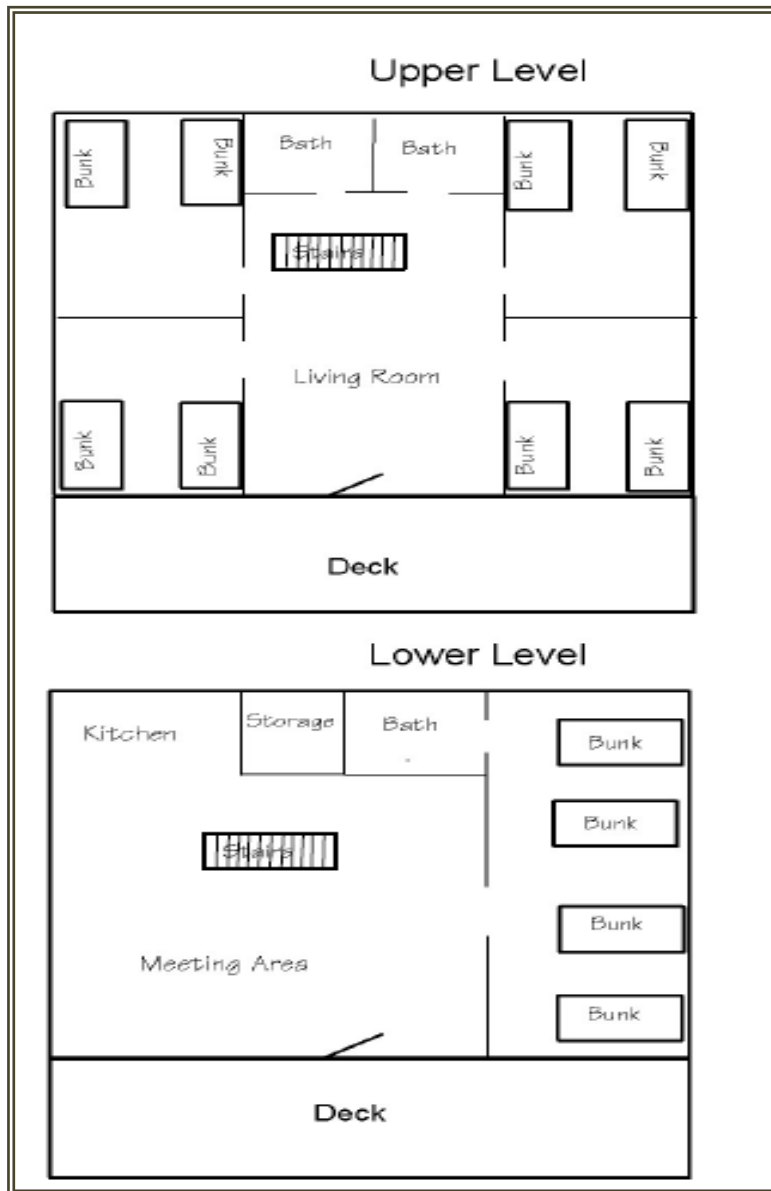 Upper Level
Bunk
Bunk
Bath
Bath
Bunk
Bunk
Stairs
Living Room
Bunk
Bunk
Bunk
Bunk
Deck
Lower Level
Kitchen
Storage
Bath
Bunk
Bunk
Stairs
Bunk
Meeting Area
Bunk
Deck